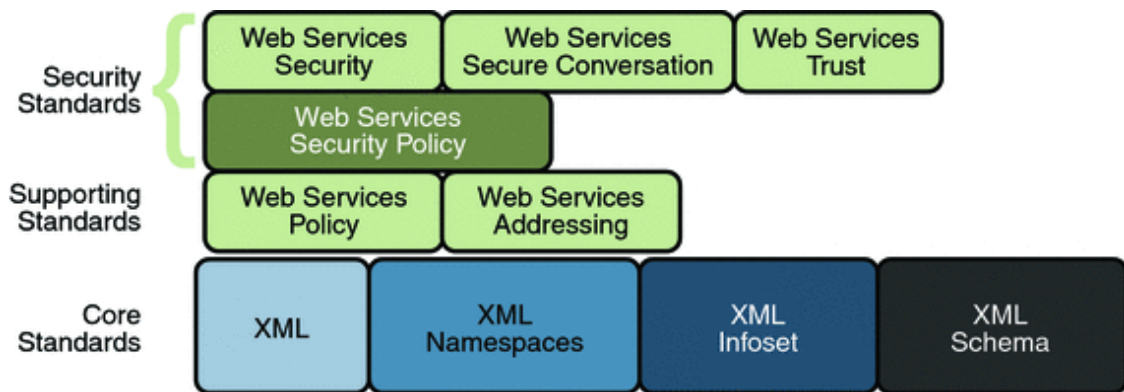 Security
Standards
Web Services
Security
Web Services
Secure Conversation
Web Services
Trust
Web Services
Security Policy
Supporting
Standards
Web Services
Policy
Web Services
Addressing
Core
Standards
XML
XML
Namespaces
XML
Infoset
XML
Schema